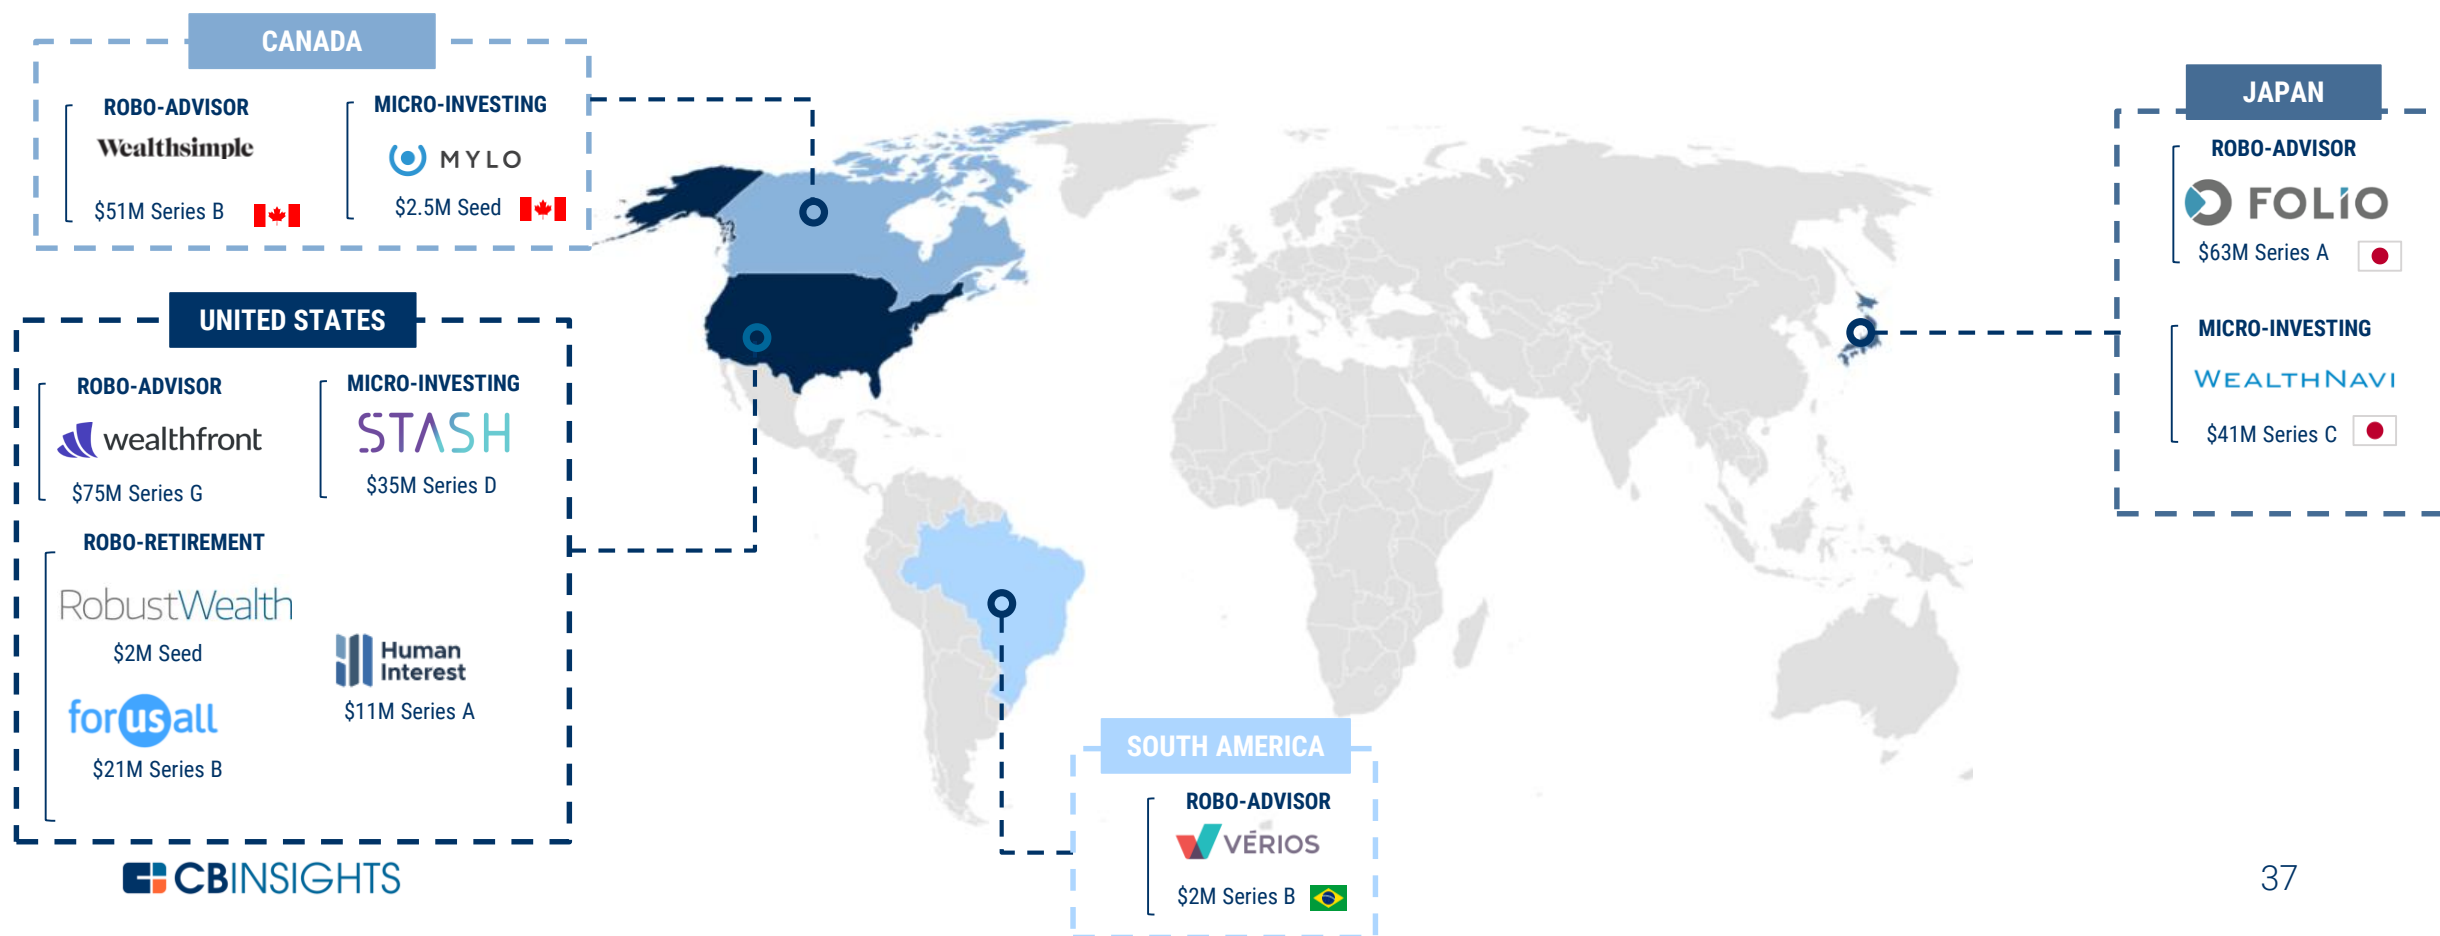 CANADA
ROBO-ADVISOR
Wealthsimple
$51M Series B
MICRO-INVESTING
MYLO
$2.5M Seed
UNITED STATES
ROBO-ADVISOR
wealthfront
$75M Series G
MICRO-INVESTING
STASH
$35M Series D
ROBO-RETIREMENT
RobustWealth
$2M Seed
Human
Interest
$11M Series A
forusall
$21M Series B
SOUTH AMERICA
ROBO-ADVISOR
VÉRIOS
$2M Series B
JAPAN
ROBO-ADVISOR
FOLIO
$63M Series A
MICRO-INVESTING
WEALTHNAVI
$41M Series C
CBINSIGHTS
37